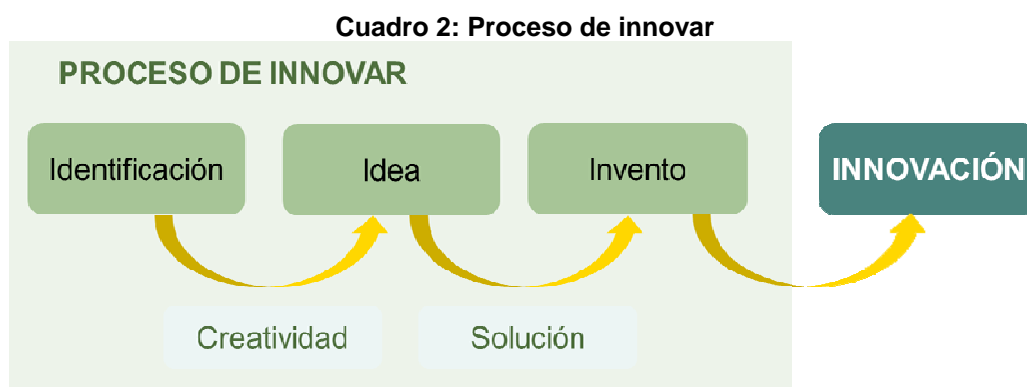 Cuadro 2: Proceso de innovar
PROCESO DE INNOVAR
Identificación
Idea
Invento
INNOVACIÓN
Creatividad
Solución